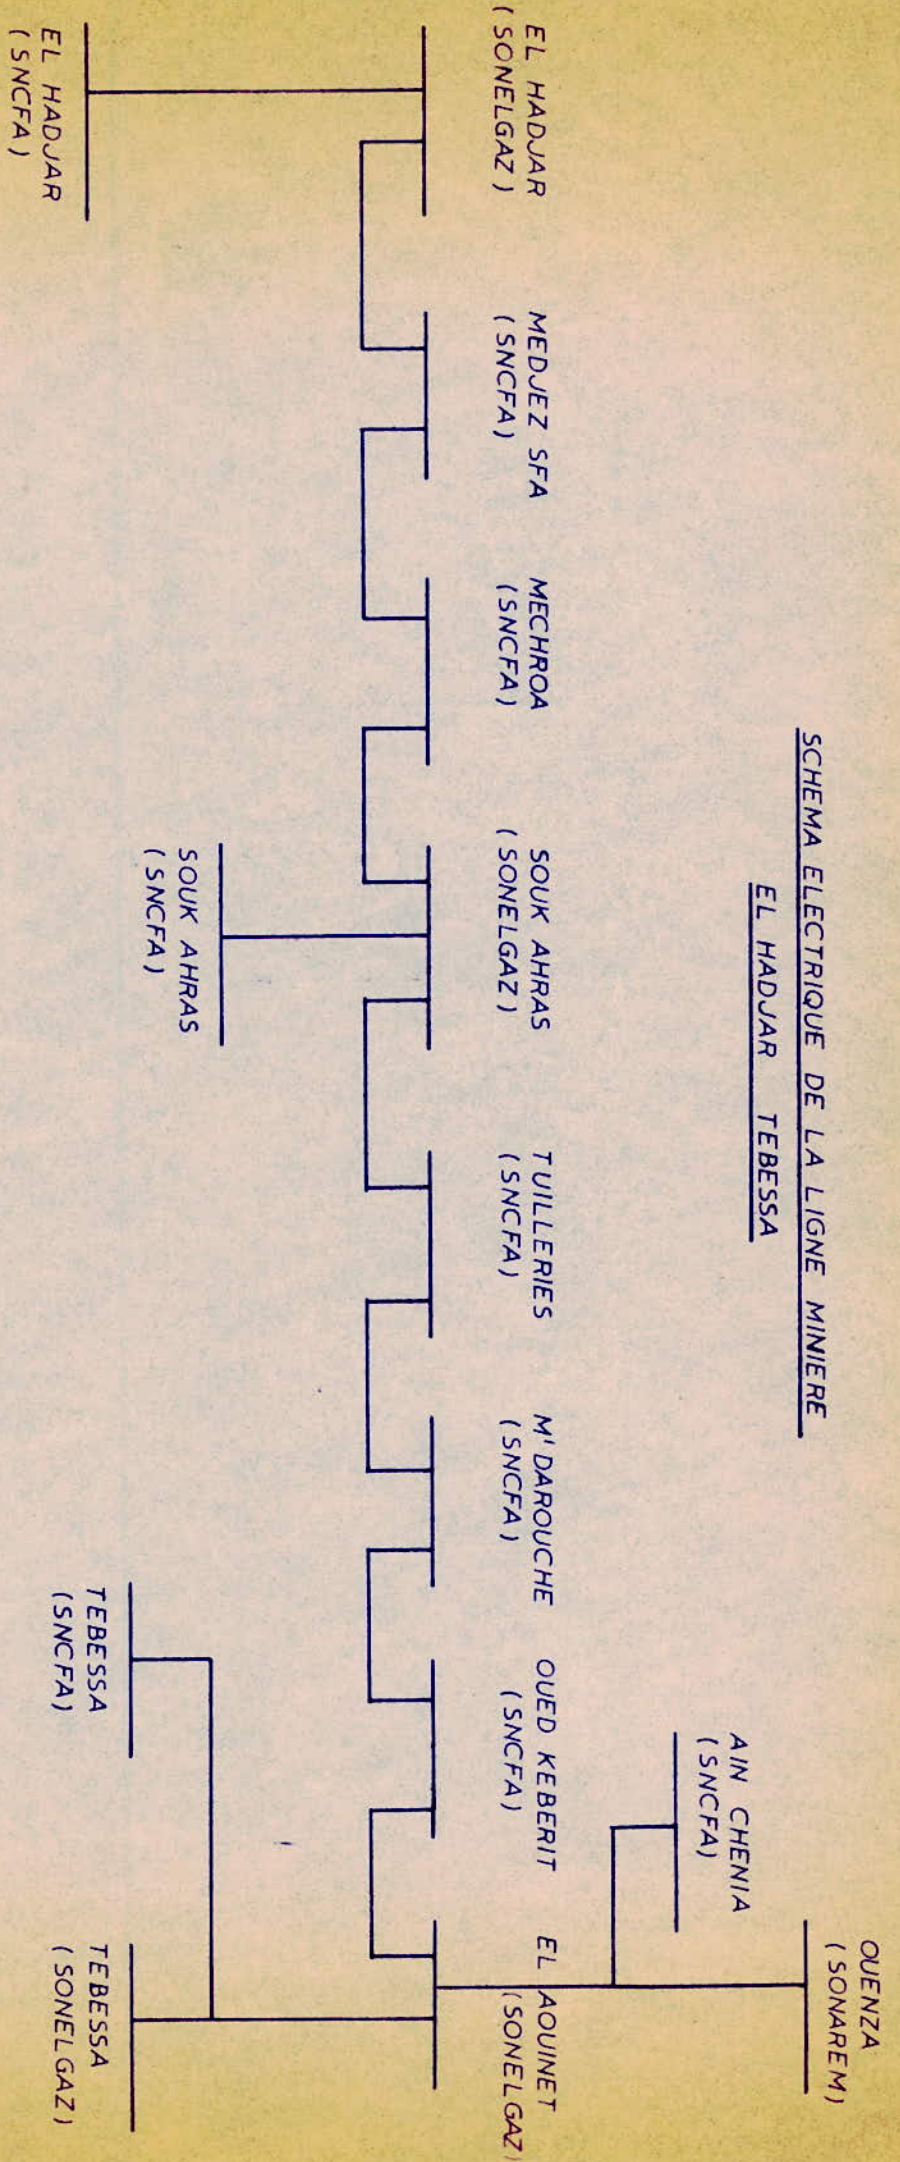 SCHEMA ELECTRIQUE DE LA LIGNE MINIERE
EL HADJAR TEBESSA
OUENZA
(SONAREM)
AIN CHENIA
(SNCFA)
EL HADJAR
(SONELGAZ)
MEDJEZ SFA
(SNCFA)
MECHROA
(SNCFA)
SOUK AHRAS
(SONELGAZ)
TUILLERIES
(SNCFA)
M'DAROUCHE
(SNCFA)
OUED KEBERIT
(SNCFA)
EL AOUINET
(SONELGAZ)
SOUK AHRAS
(SNCFA)
EL HADJAR
(SNCFA)
TEBESSA
(SNCFA)
TEBESSA
(SONELGAZ)